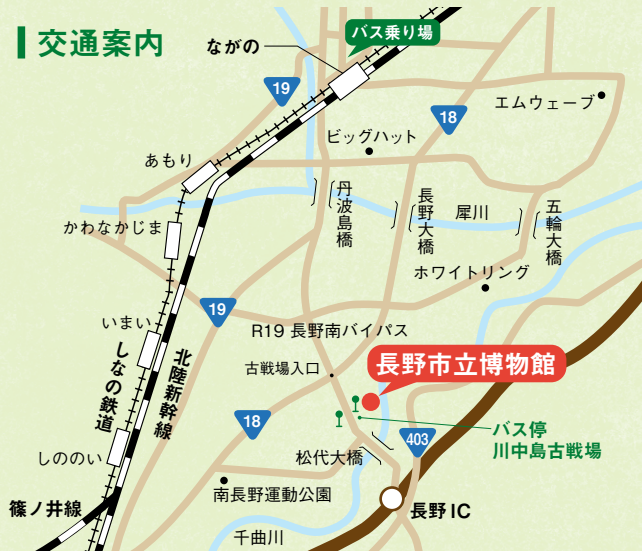 交通案内
ながの
バス乗り場
19
18
エムウェーブ
ビッグハット
あもり
丹波島橋
長野大橋
犀川
五輪大橋
かわなかじま
ホワイトリング
19
いまい
R19 長野南バイパス
北陸新幹線
しなの鉄道
古戦場入口
長野市立博物館
18
403
バス停
川中島古戦場
しののい
松代大橋
南長野運動公園
篠ノ井線
長野IC
千曲川